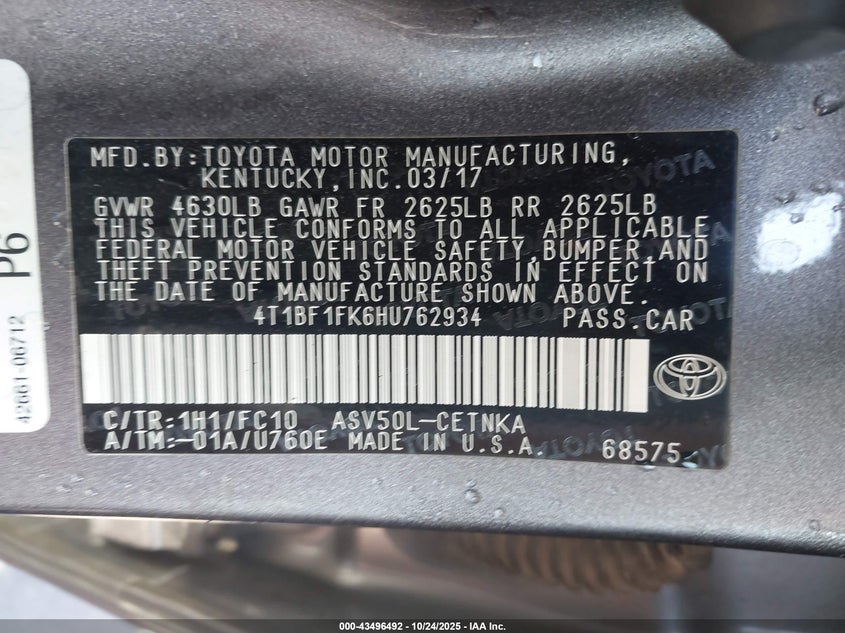 MFD.BY:TOYOTA MOTOR MANUFACTURING,
KENTUCKY,INC.03/17
GVWR 4630LB GAWR FR 2625LB RR 2625LB
THIS VEHICLE CONFORMS TO ALL APPLICABLE
FEDERAL MOTOR VEHICLE SAFETY,BUMPER,AND
THEFT PREVENTION STANDARDS IN EFFECT ON
THE DATE OF MANUFACTURE SHOWN ABOVE.
4T1BF1FK6HU762934 PASS.CAR
C/TR:1H1/FC10 ASV50L-CETNKA
A/TM:-01A/U760E MADE IN U.S.A. 68575
P6
42661-06712
TOYOTA
000-43496492 - 10/24/2025 - IAA Inc.